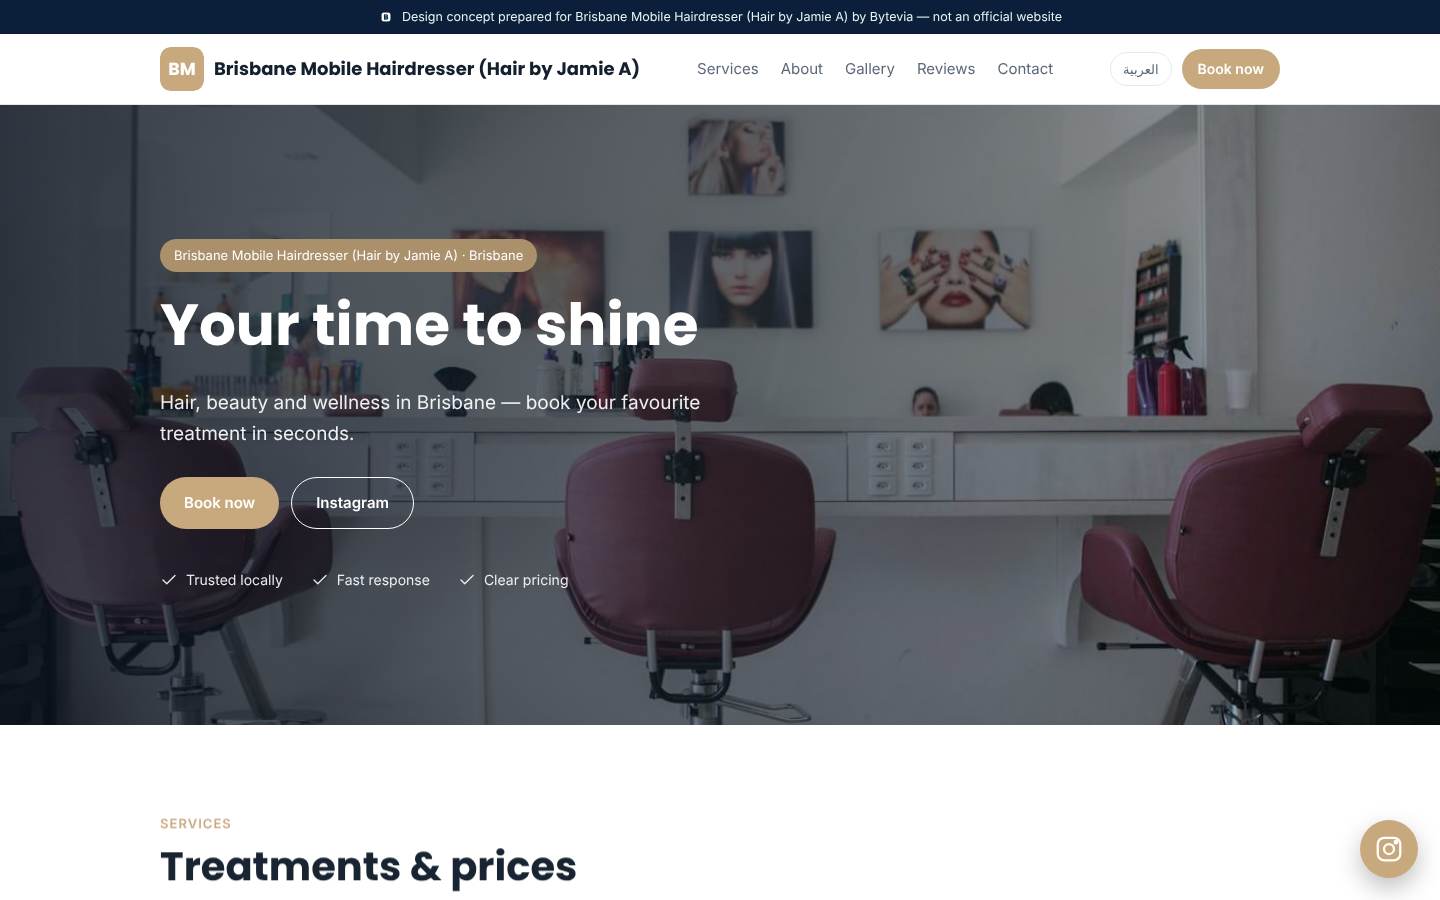 Design concept prepared for Brisbane Mobile Hairdresser (Hair by Jamie A) by Bytevia — not an official website
BM
Brisbane Mobile Hairdresser (Hair by Jamie A)
Services
About
Gallery
Reviews
Contact
العربية
Book now
Brisbane Mobile Hairdresser (Hair by Jamie A) · Brisbane
Your time to shine
Hair, beauty and wellness in Brisbane — book your favourite
treatment in seconds.
Book now
Instagram
Trusted locally
Fast response
Clear pricing
SERVICES
Treatments & prices